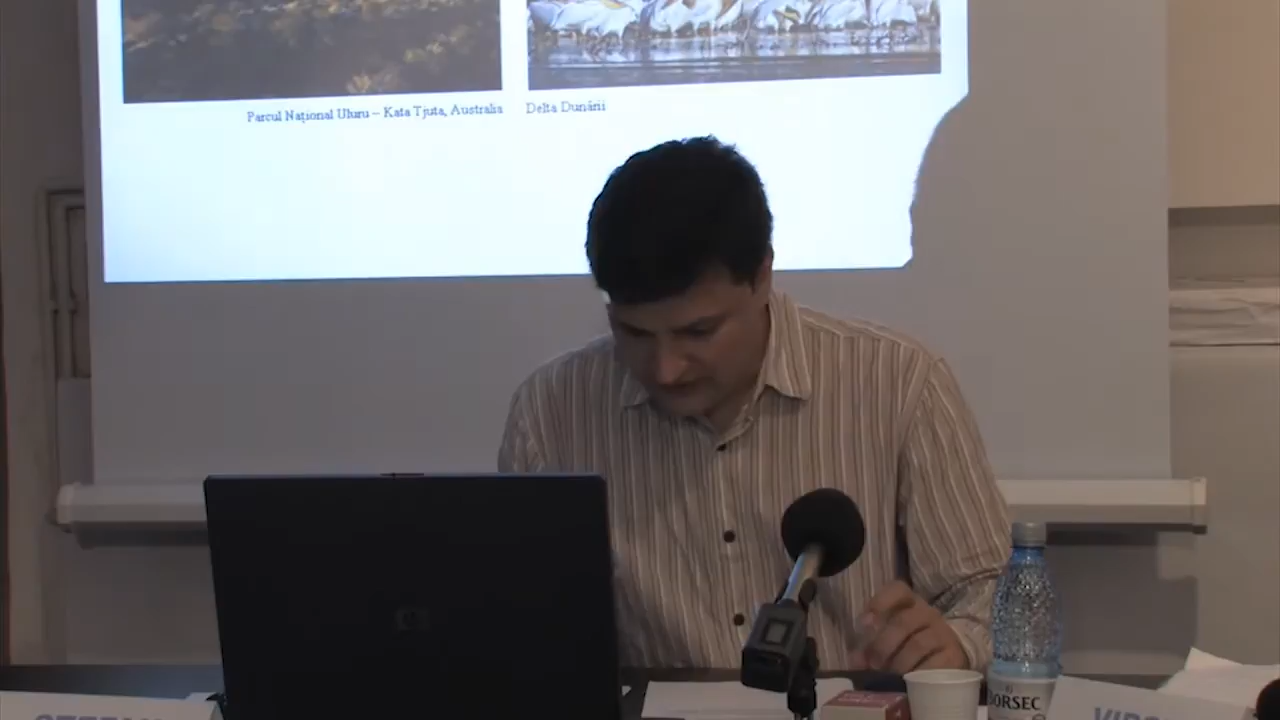 Parcul Național Uluru – Kata Tjuta, Australia
Delta Dunării
DORSEC